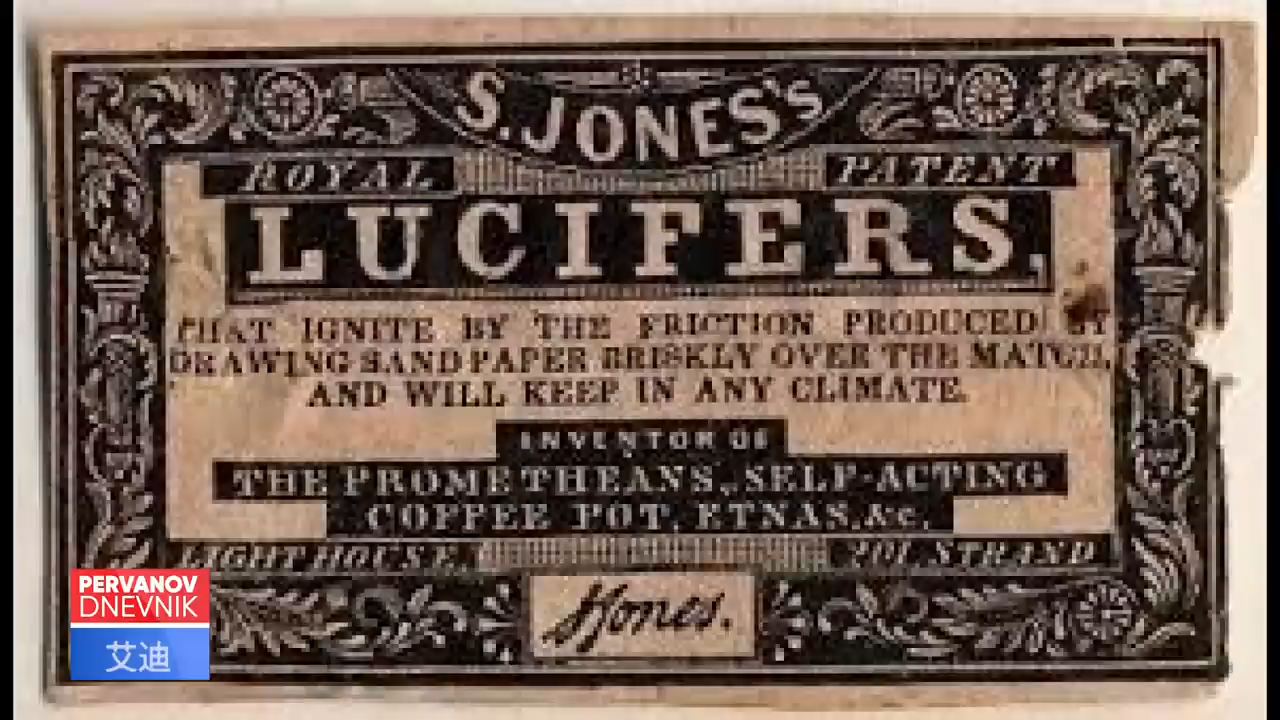 S. JONES'S
ROYAL PATENT
LUCIFERS,
THAT IGNITE BY THE FRICTION PRODUCED BY
DRAWING SAND PAPER BRISKLY OVER THE MATCH,
AND WILL KEEP IN ANY CLIMATE.
INVENTOR OF
THE PROMETHEANS, SELF-ACTING
COFFEE POT, ETNAS, &c.
LIGHT HOUSE, 201, STRAND
SJones.
PERVANOV
DNEVNIK
艾迪